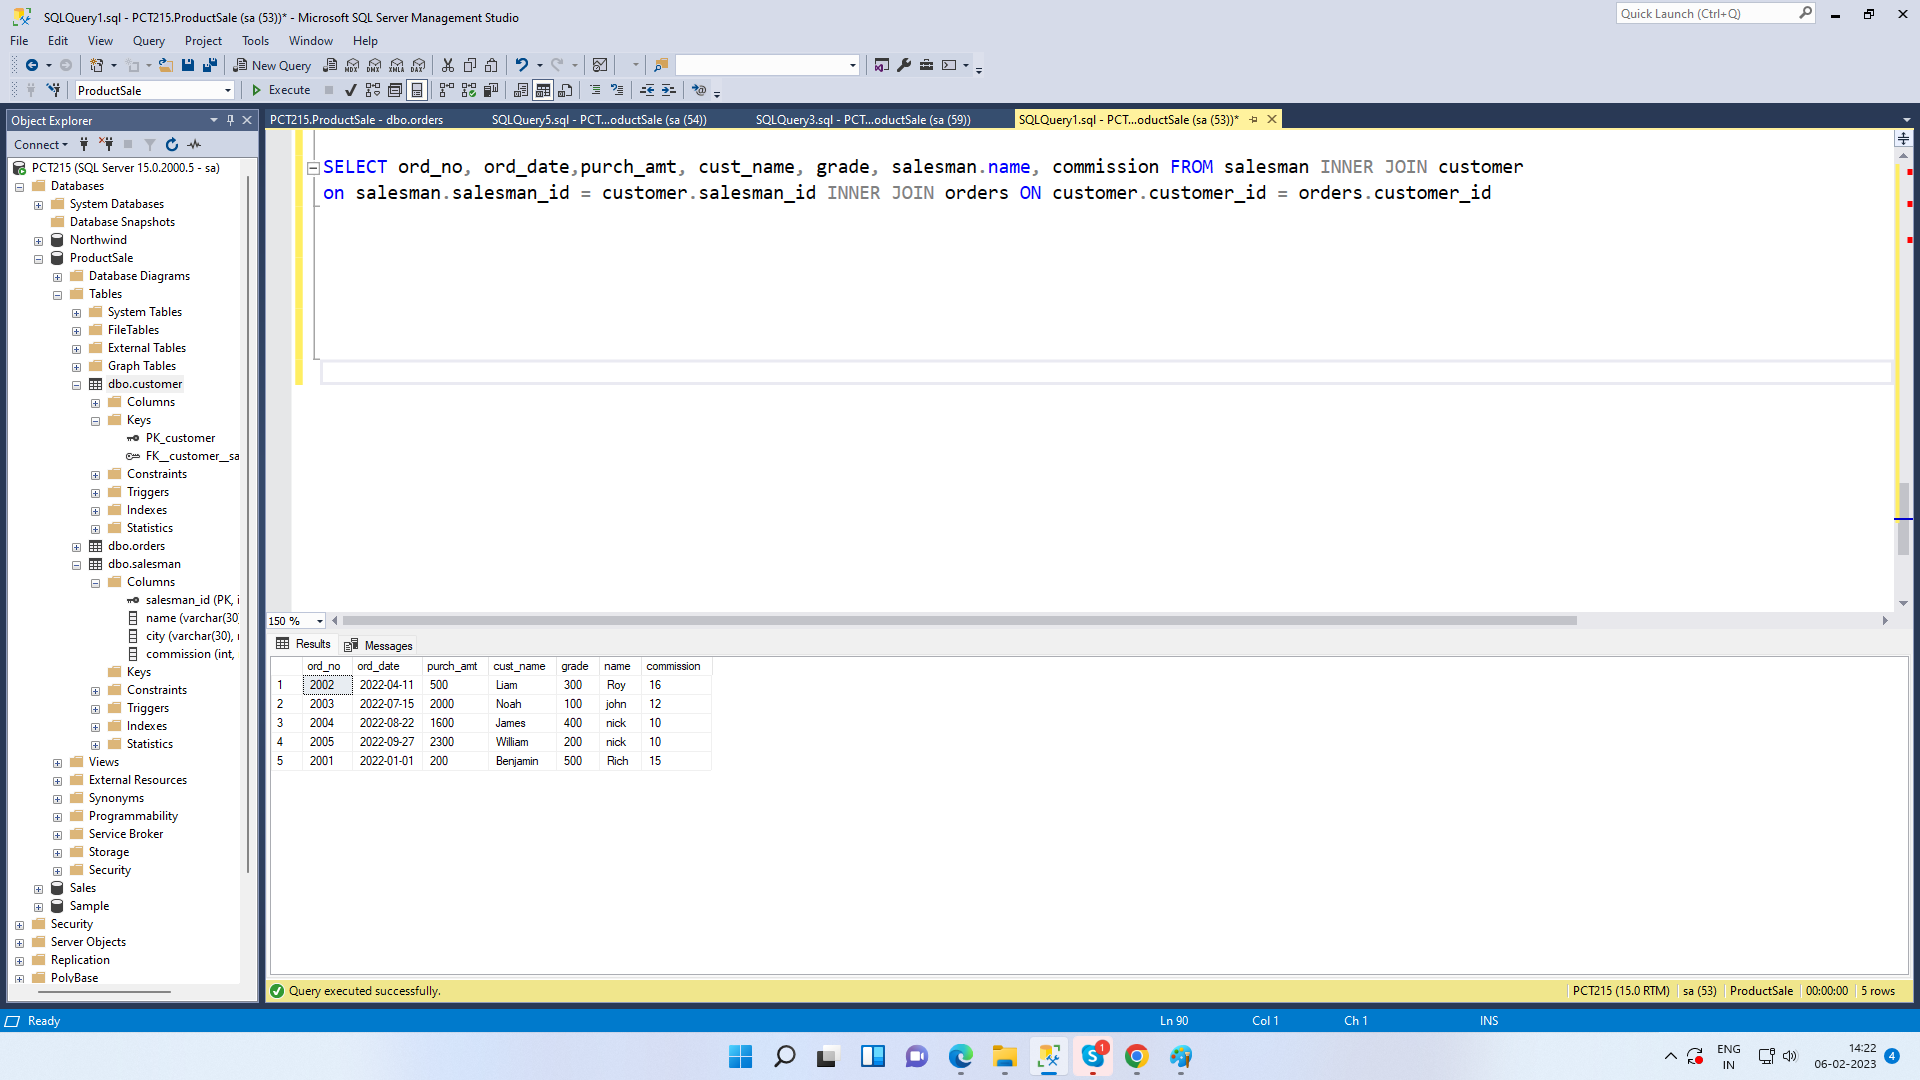 SQLQuery1.sql - PCT215.ProductSale (sa (53))* - Microsoft SQL Server Management Studio
Quick Launch (Ctrl+Q)
File Edit View Query Project Tools Window Help
New Query
MDX DMX XMLA DAX
ProductSale
Execute
Object Explorer
PCT215.ProductSale - dbo.orders
SQLQuery5.sql - PCT...oductSale (sa (54))
SQLQuery3.sql - PCT...oductSale (sa (59))
SQLQuery1.sql - PCT...oductSale (sa (53))*
Connect
PCT215 (SQL Server 15.0.2000.5 - sa)
Databases
System Databases
Database Snapshots
Northwind
ProductSale
Database Diagrams
Tables
System Tables
FileTables
External Tables
Graph Tables
dbo.customer
Columns
Keys
PK_customer
FK__customer__sa
Constraints
Triggers
Indexes
Statistics
dbo.orders
dbo.salesman
Columns
salesman_id (PK, i
name (varchar(30)
city (varchar(30), r
commission (int,
Keys
Constraints
Triggers
Indexes
Statistics
Views
External Resources
Synonyms
Programmability
Service Broker
Storage
Security
Sales
Sample
Security
Server Objects
Replication
PolyBase
SELECT ord_no, ord_date,purch_amt, cust_name, grade, salesman.name, commission FROM salesman INNER JOIN customer
on salesman.salesman_id = customer.salesman_id INNER JOIN orders ON customer.customer_id = orders.customer_id
150 %
Results Messages
ord_no ord_date purch_amt cust_name grade name commission
1 2002 2022-04-11 500 Liam 300 Roy 16
2 2003 2022-07-15 2000 Noah 100 john 12
3 2004 2022-08-22 1600 James 400 nick 10
4 2005 2022-09-27 2300 William 200 nick 10
5 2001 2022-01-01 200 Benjamin 500 Rich 15
Query executed successfully.
PCT215 (15.0 RTM) sa (53) ProductSale 00:00:00 5 rows
Ready
Ln 90 Col 1 Ch 1 INS
1
ENG
IN
14:22
06-02-2023
4